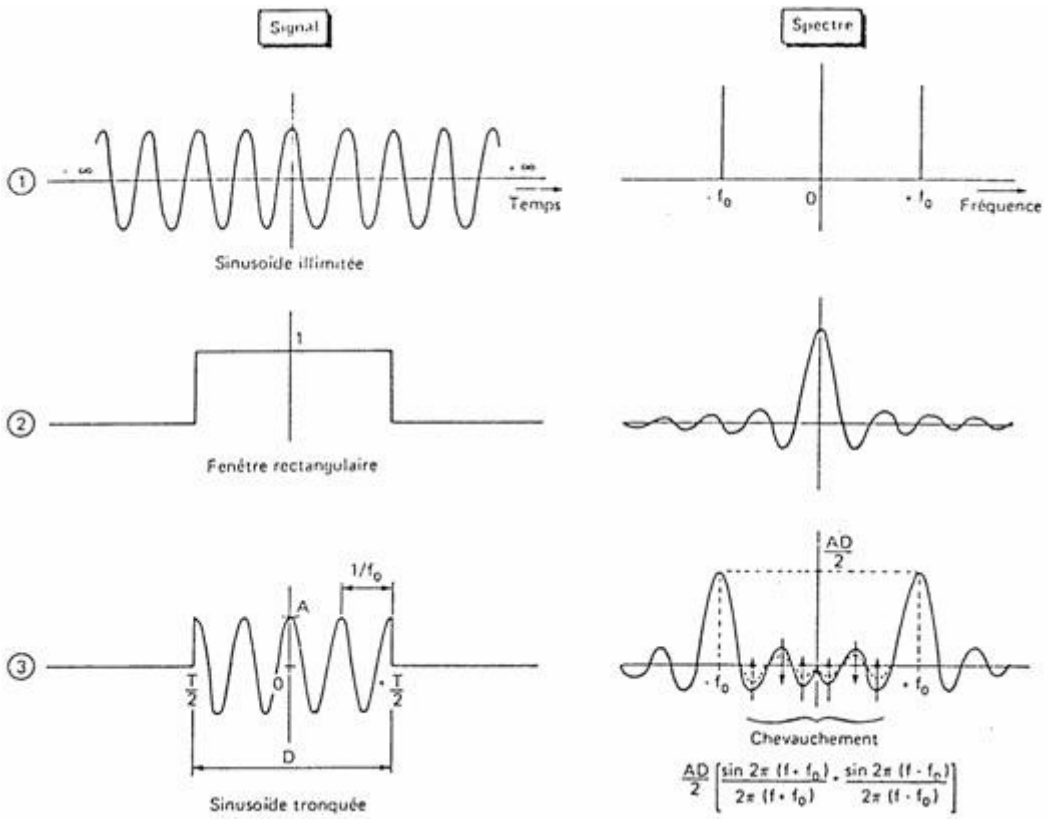 Signal
Spectre
1
- ∞
+ ∞
Temps
Sinusoïde illimitée
- f₀
0
+ f₀
Fréquence
2
1
Fenêtre rectangulaire
3
1/f₀
A
T/2
0
+ T/2
D
Sinusoïde tronquée
AD/2
- f₀
+ f₀
Chevauchement
AD/2 [ sin 2π (f + f₀) / 2π (f + f₀) + sin 2π (f - f₀) / 2π (f - f₀) ]